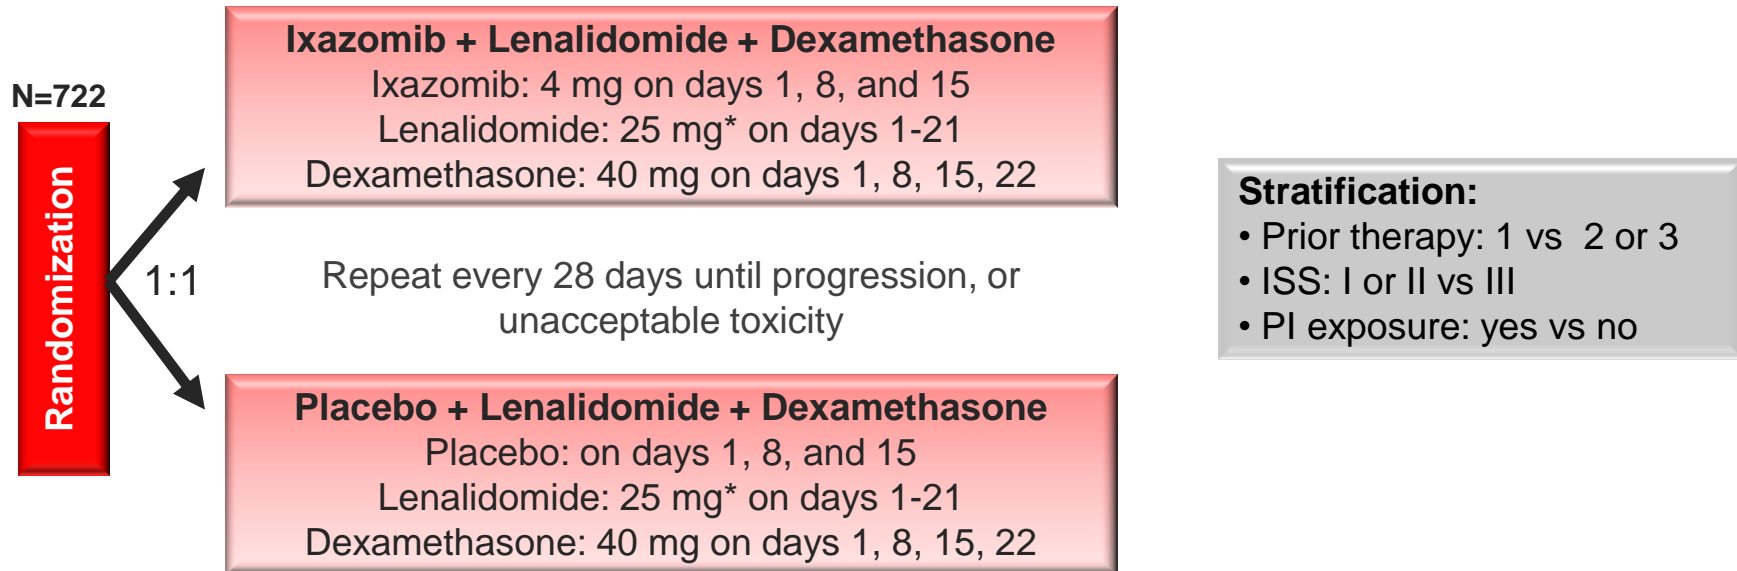 N=722
Randomization
1:1
Ixazomib + Lenalidomide + Dexamethasone
Ixazomib: 4 mg on days 1, 8, and 15
Lenalidomide: 25 mg* on days 1-21
Dexamethasone: 40 mg on days 1, 8, 15, 22
Repeat every 28 days until progression, or
unacceptable toxicity
Placebo + Lenalidomide + Dexamethasone
Placebo: on days 1, 8, and 15
Lenalidomide: 25 mg* on days 1-21
Dexamethasone: 40 mg on days 1, 8, 15, 22
Stratification:
• Prior therapy: 1 vs  2 or 3
• ISS: I or II vs III
• PI exposure: yes vs no